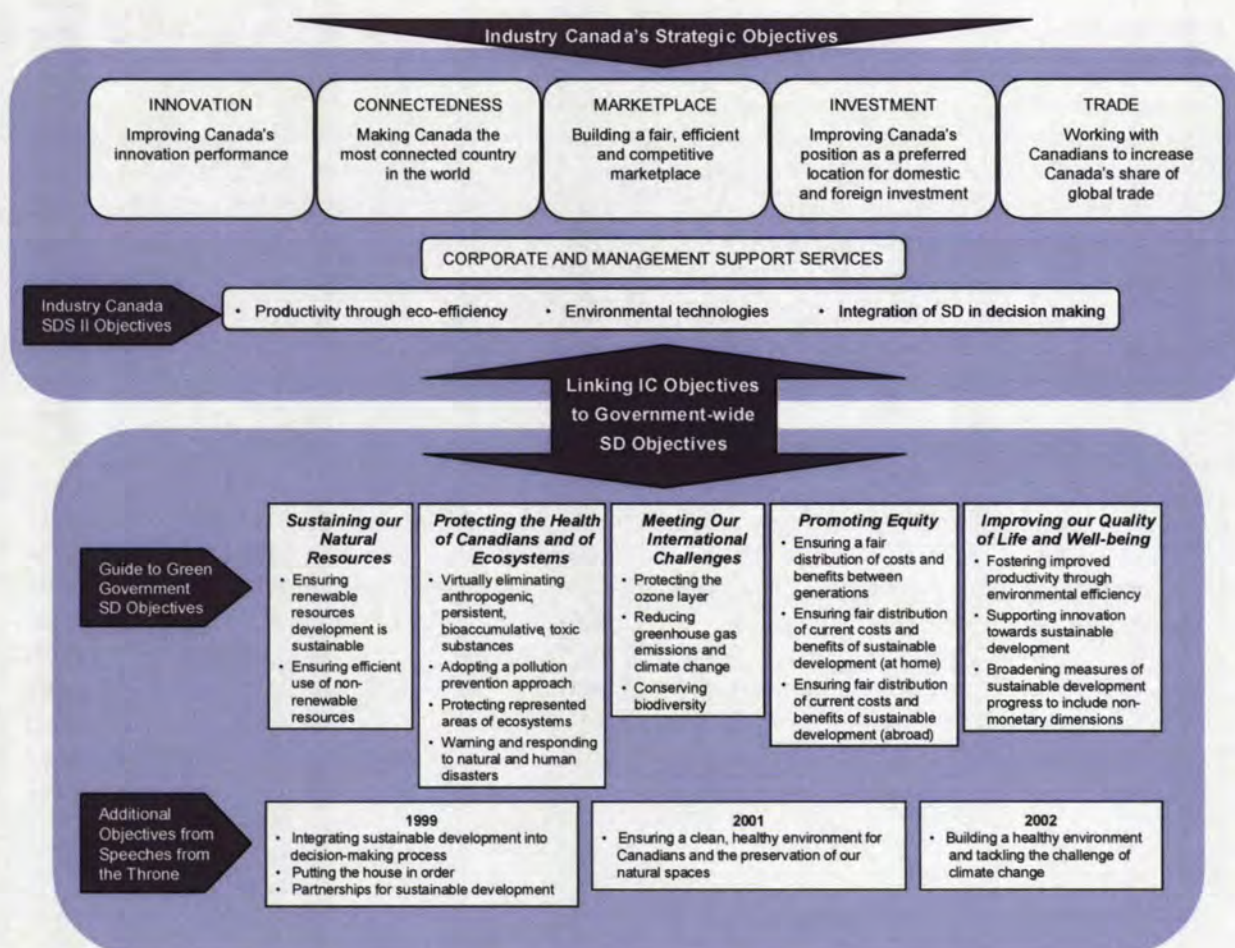 Industry Canada's Strategic Objectives
INNOVATION
Improving Canada's
innovation performance
CONNECTEDNESS
Making Canada the
most connected country
in the world
MARKETPLACE
Building a fair, efficient
and competitive
marketplace
INVESTMENT
Improving Canada's
position as a preferred
location for domestic
and foreign investment
TRADE
Working with
Canadians to increase
Canada's share of
global trade
CORPORATE AND MANAGEMENT SUPPORT SERVICES
Industry Canada
SDS II Objectives
• Productivity through eco-efficiency • Environmental technologies • Integration of SD in decision making
Linking IC Objectives
to Government-wide
SD Objectives
Guide to Green
Government
SD Objectives
Sustaining our
Natural
Resources
• Ensuring
renewable
resources
development is
sustainable
• Ensuring efficient
use of non-
renewable
resources
Protecting the Health
of Canadians and of
Ecosystems
• Virtually eliminating
anthropogenic,
persistent,
bioaccumulative, toxic
substances
• Adopting a pollution
prevention approach
• Protecting represented
areas of ecosystems
• Warning and responding
to natural and human
disasters
Meeting Our
International
Challenges
• Protecting the
ozone layer
• Reducing
greenhouse gas
emissions and
climate change
• Conserving
biodiversity
Promoting Equity
• Ensuring a fair
distribution of costs and
benefits between
generations
• Ensuring fair distribution
of current costs and
benefits of sustainable
development (at home)
• Ensuring fair distribution
of current costs and
benefits of sustainable
development (abroad)
Improving our Quality
of Life and Well-being
• Fostering improved
productivity through
environmental efficiency
• Supporting innovation
towards sustainable
development
• Broadening measures of
sustainable development
progress to include non-
monetary dimensions
Additional
Objectives from
Speeches from
the Throne
1999
• Integrating sustainable development into
decision-making process
• Putting the house in order
• Partnerships for sustainable development
2001
• Ensuring a clean, healthy environment for
Canadians and the preservation of our
natural spaces
2002
• Building a healthy environment
and tackling the challenge of
climate change